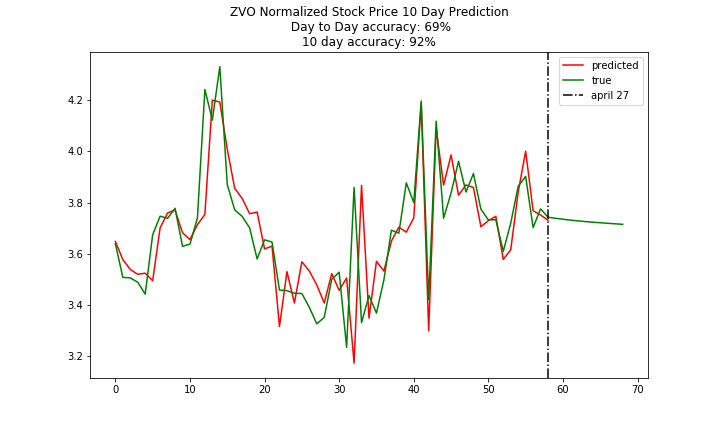 ZVO Normalized Stock Price 10 Day Prediction
Day to Day accuracy: 69%
10 day accuracy: 92%
predicted
true
april 27
4.2
4.0
3.8
3.6
3.4
3.2
0 10 20 30 40 50 60 70